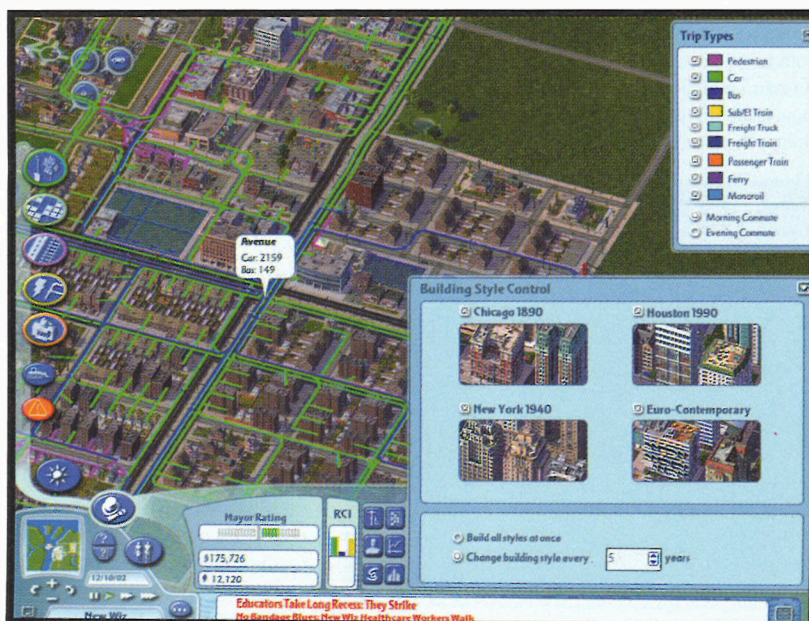 Trip Types
Pedestrian
Car
Bus
Sub/El Train
Freight Truck
Freight Train
Passenger Train
Ferry
Monorail
Morning Commute
Evening Commute
Avenue
Car: 2159
Bus: 149
Building Style Control
Chicago 1890
Houston 1990
New York 1940
Euro-Contemporary
Build all styles at once
Change building style every . 5 years
Mayor Rating
RCI
$175,726
12,120
12/10/02
New Wiz
Educators Take Long Recess: They Strike
No Bandage Blues: New Wiz Healthcare Workers Walk